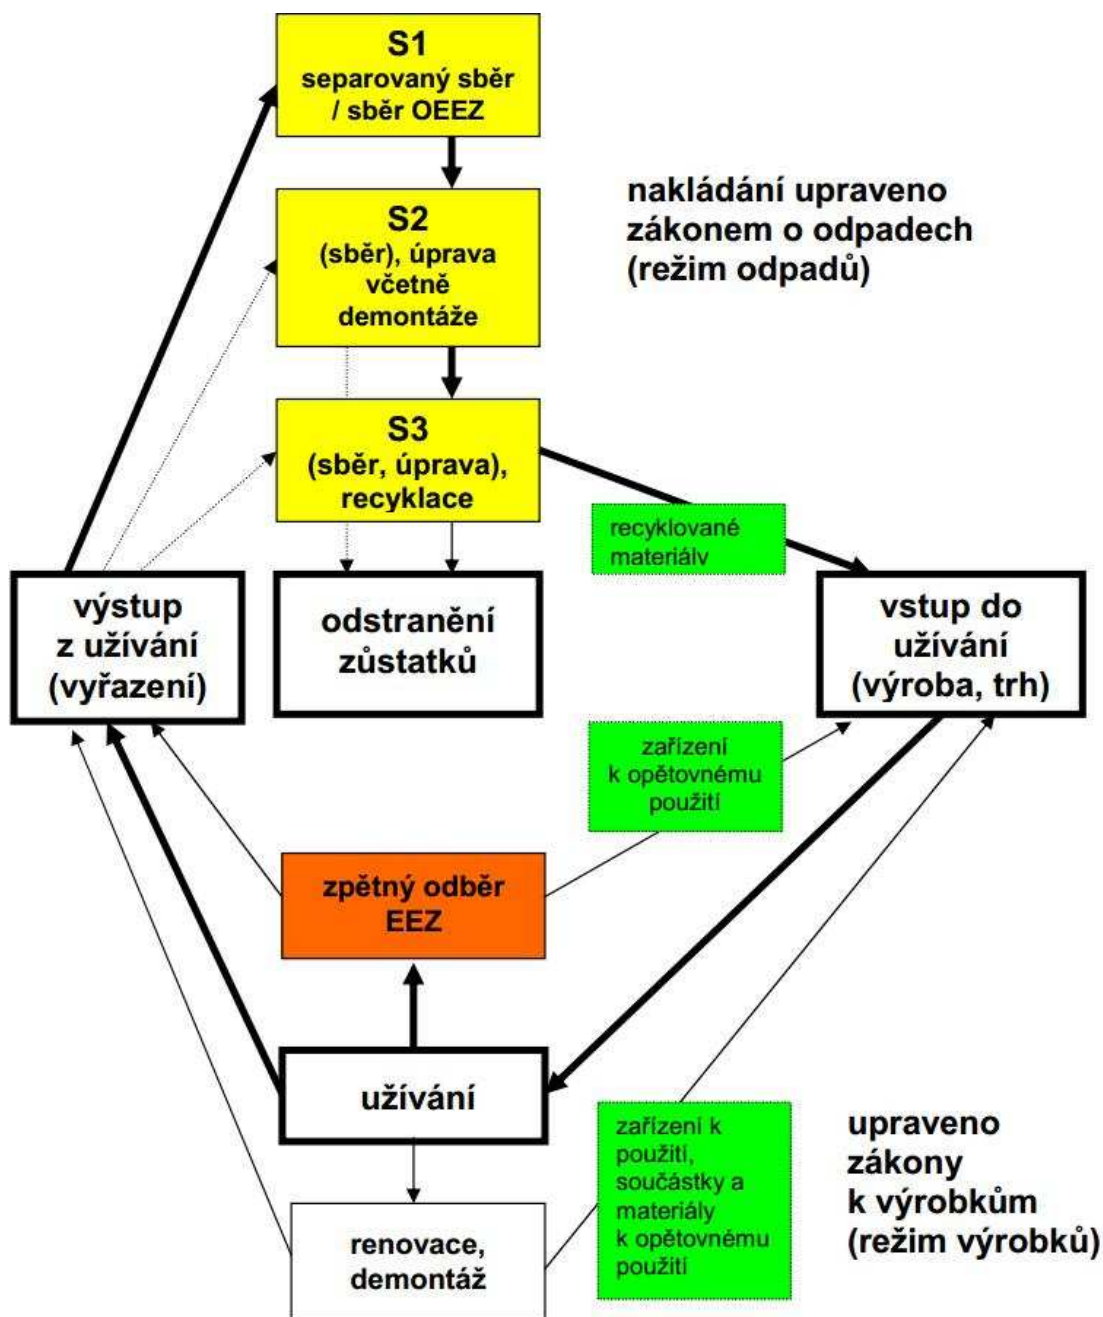 S1
separovaný sběr
/ sběr OEEZ
nakládání upraveno
zákonem o odpadech
(režim odpadů)
S2
(sběr), úprava
včetně
demontáže
S3
(sběr, úprava),
recyklace
recyklované
materiálv
výstup
z užívání
(vyřazení)
odstranění
zůstatků
vstup do
užívání
(výroba, trh)
zařízení
k opětovnému
použití
zpětný odběr
EEZ
užívání
zařízení k
použití,
součástky a
materiály
k opětovnému
použití
upraveno
zákony
k výrobkům
(režim výrobků)
renovace,
demontáž